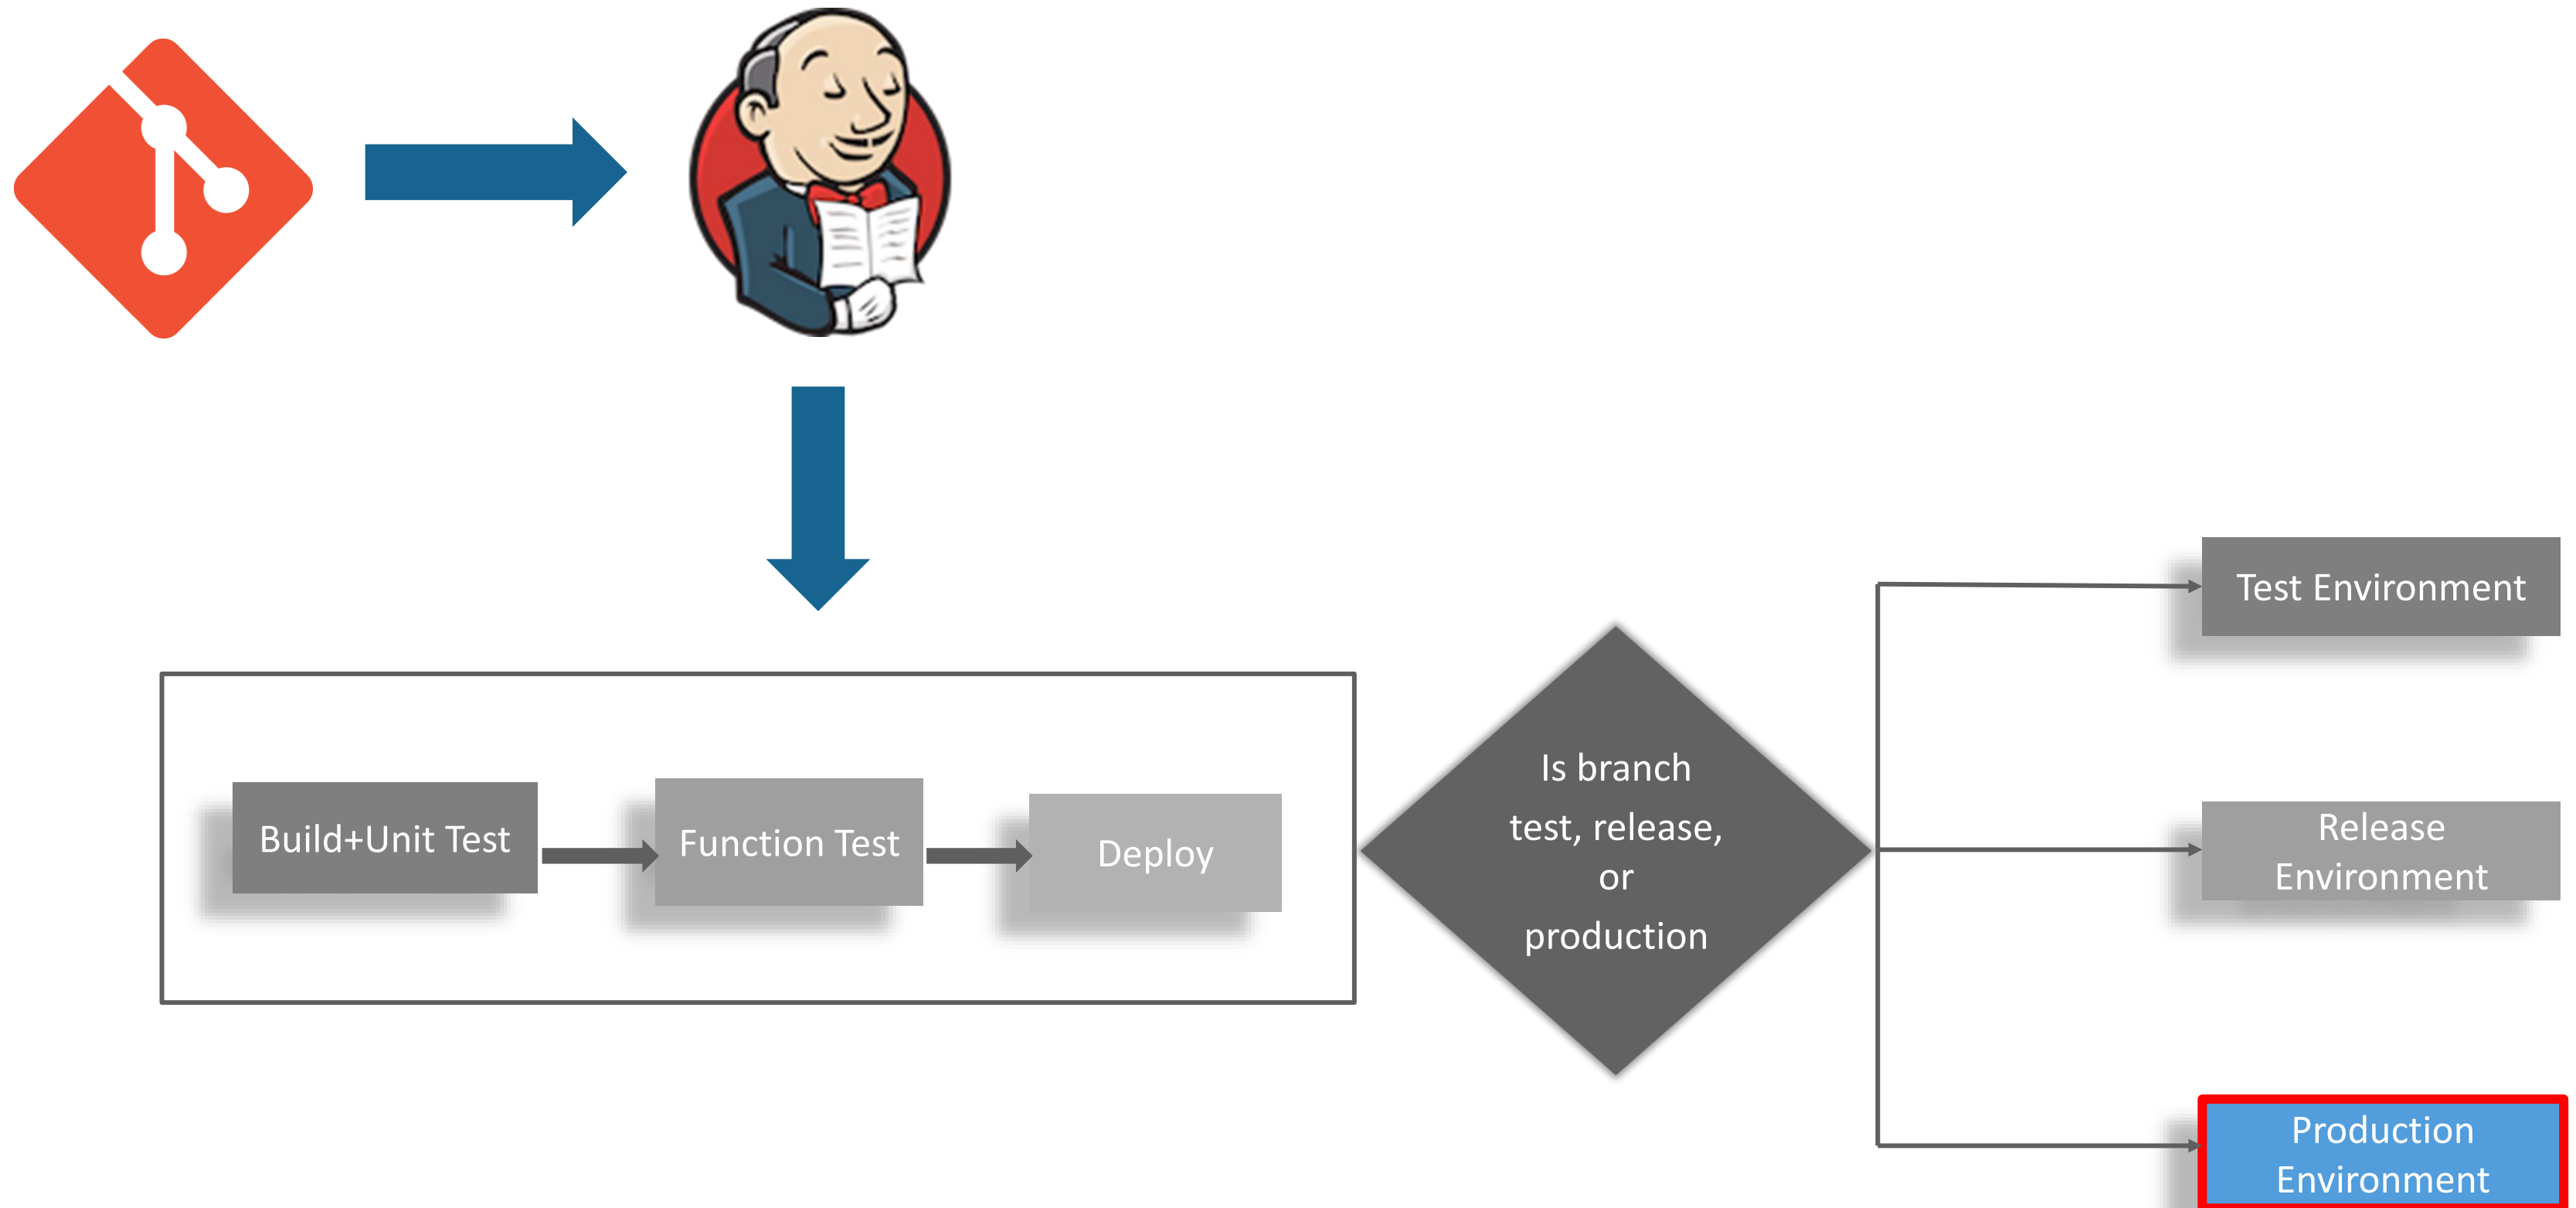 Test Environment
Is branch
test, release,
or
production
Build+Unit Test
Function Test
Deploy
Release
Environment
Production
Environment